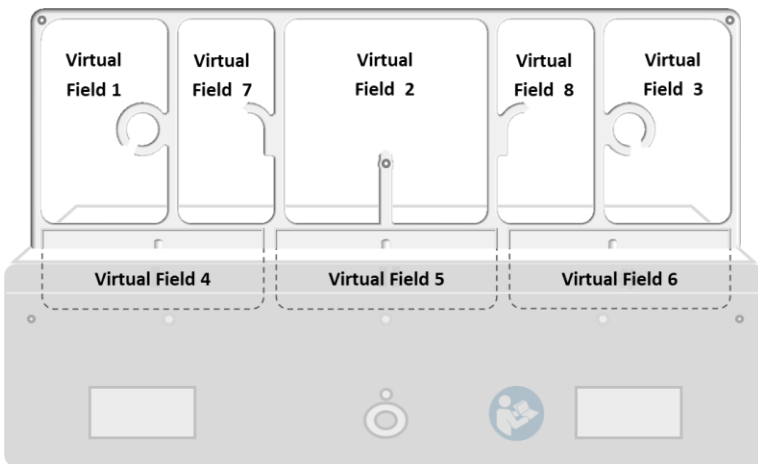 Virtual
Field 1
Virtual
Field 7
Virtual
Field 2
Virtual
Field 8
Virtual
Field 3
Virtual Field 4
Virtual Field 5
Virtual Field 6